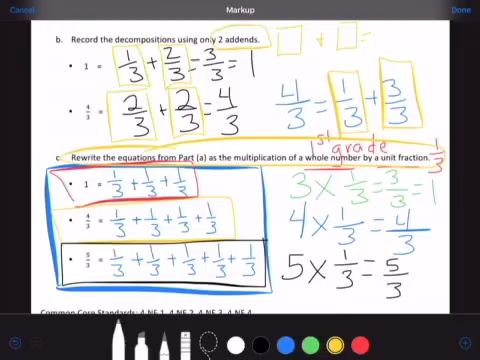 Cancel Markup Done
b. Record the decompositions using only 2 addends. □ + □ =
• 1 = 1/3 + 2/3 = 3/3 = 1
• 4/3 = 2/3 + 2/3 = 4/3
4/3 = 1/3 + 3/3
1st grade
c. Rewrite the equations from Part (a) as the multiplication of a whole number by a unit fraction. 1/3
• 1 = 1/3 + 1/3 + 1/3
3 × 1/3 = 3/3 = 1
• 4/3 = 1/3 + 1/3 + 1/3 + 1/3
4 × 1/3 = 4/3
• 5/3 = 1/3 + 1/3 + 1/3 + 1/3 + 1/3
5 × 1/3 = 5/3
Common Core Standards: 4.NF.1, 4.NF.2, 4.NF.3, 4.NF.4